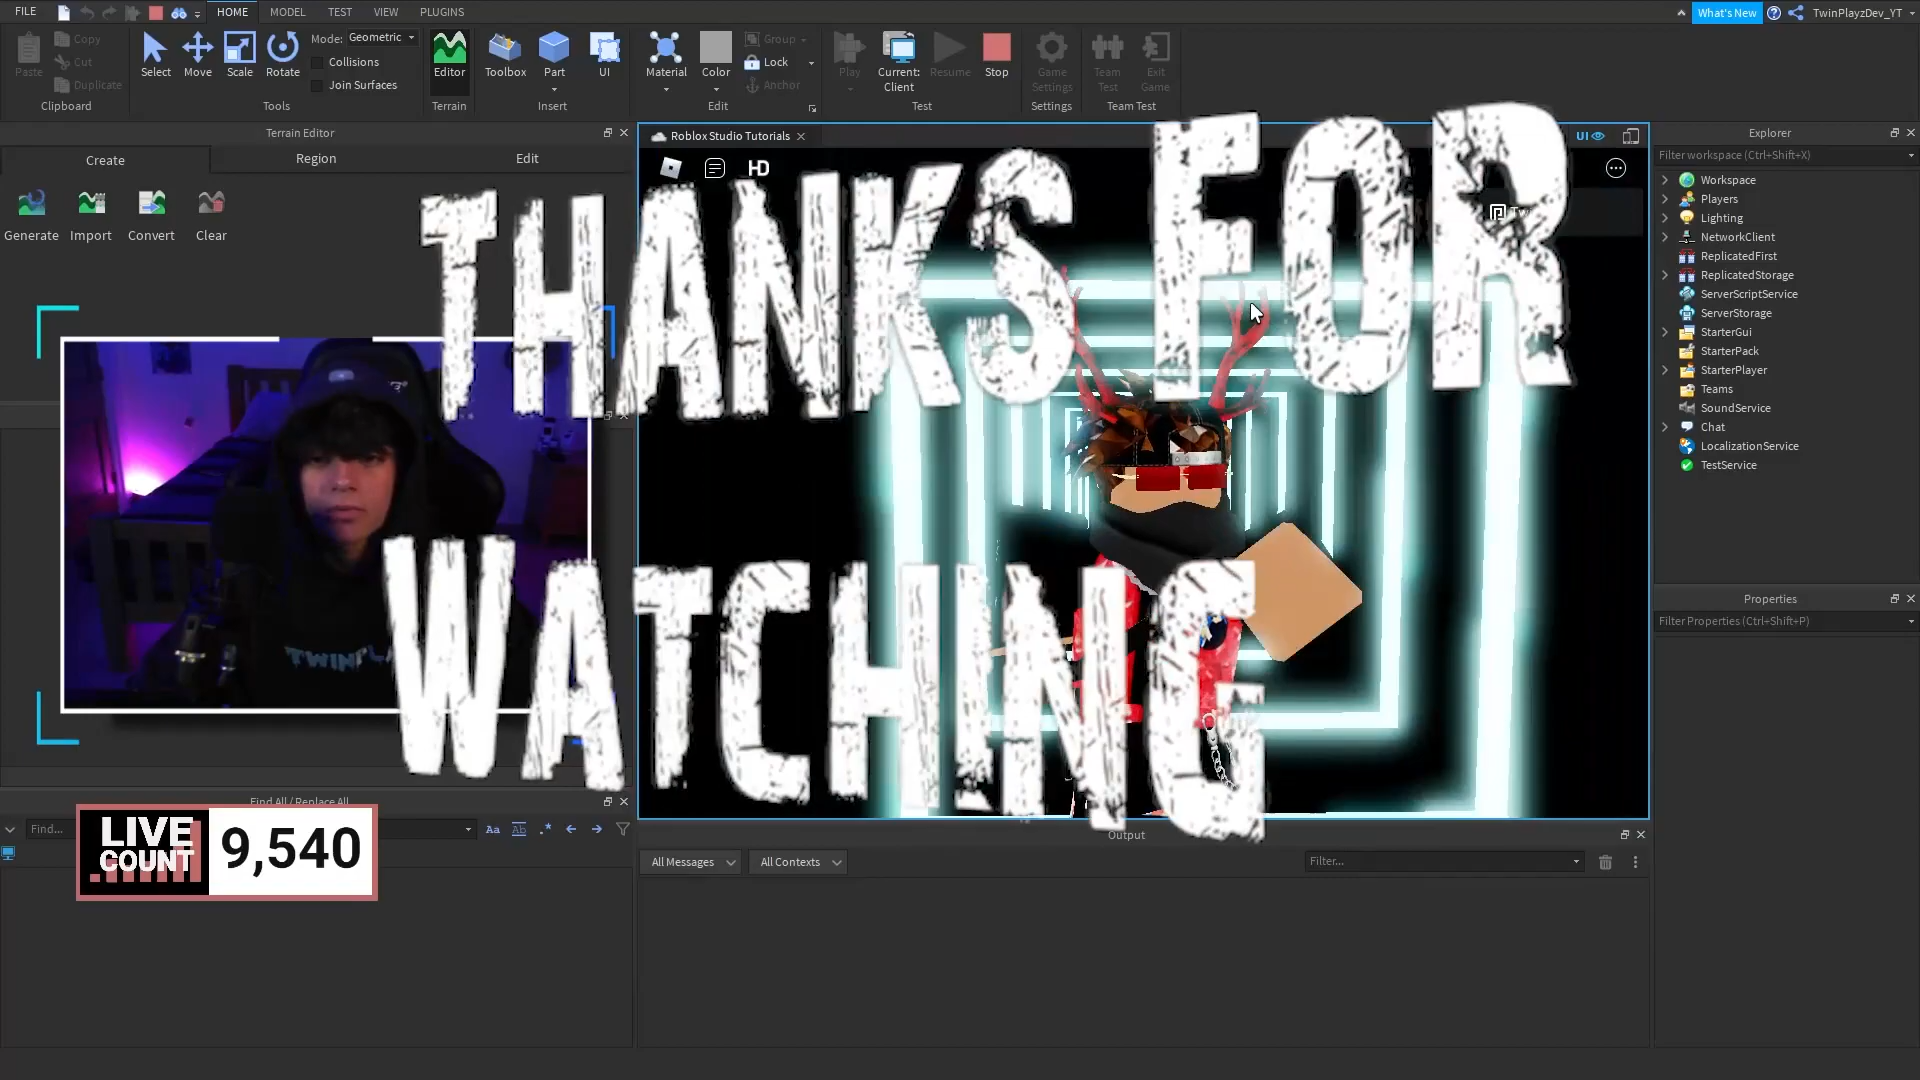 FILE HOME MODEL TEST VIEW PLUGINS What's New TwinPlayzDev_YT
Paste Copy Cut Duplicate Clipboard
Select Move Scale Rotate Mode: Geometric Collisions Join Surfaces Tools
Editor Terrain
Toolbox Part UI Insert
Material Color Group Lock Anchor Edit
Play Current: Client Resume Stop Test
Game Settings Settings
Team Test Exit Game Team Test
Terrain Editor
Create Region Edit
Generate Import Convert Clear
Roblox Studio Tutorials UI
HD
THANKS FOR
WATCHING
LIVE COUNT 9,540
Find All / Replace All
Find... Aa Ab .*
Output
All Messages All Contexts Filter...
Explorer
Filter workspace (Ctrl+Shift+X)
Workspace
Players
Lighting
NetworkClient
ReplicatedFirst
ReplicatedStorage
ServerScriptService
ServerStorage
StarterGui
StarterPack
StarterPlayer
Teams
SoundService
Chat
LocalizationService
TestService
Properties
Filter Properties (Ctrl+Shift+P)